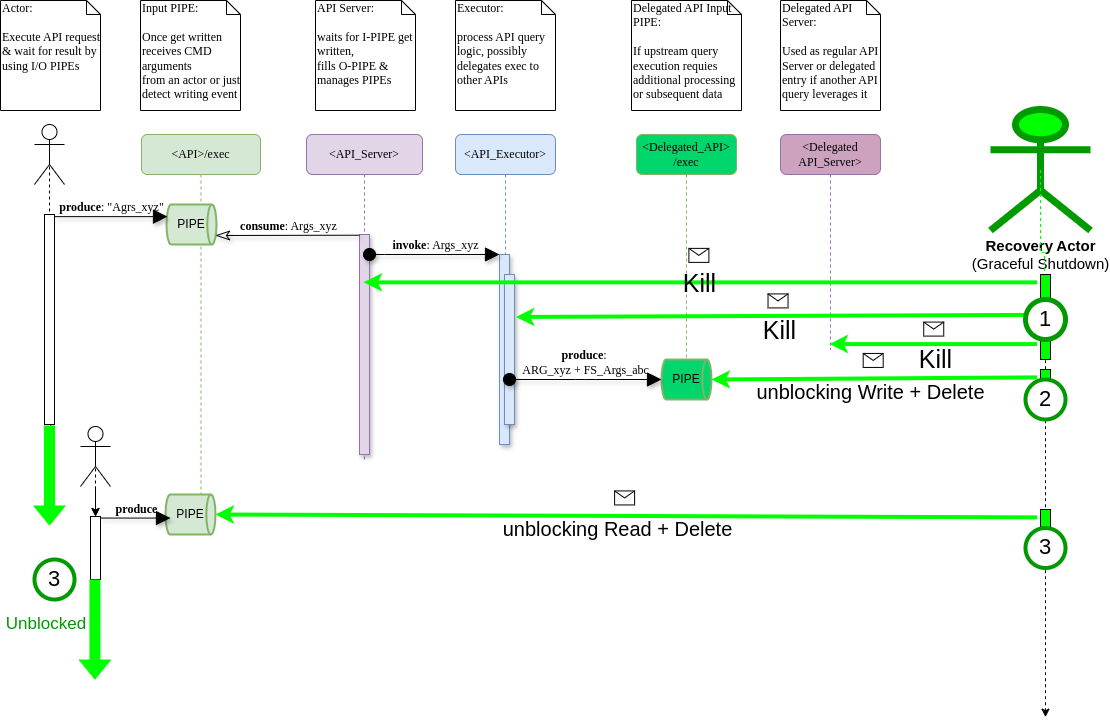 Actor:
Execute API request
& wait for result by
using I/O PIPEs
Input PIPE:
Once get written
receives CMD
arguments
from an actor or just
detect writing event
API Server:
waits for I-PIPE get
written,
fills O-PIPE &
manages PIPEs
Executor:
process API query
logic, possibly
delegates exec to
other APIs
Delegated API Input
PIPE:
If upstream query
execution requies
additional processing
or subsequent data
Delegated API
Server:
Used as regular API
Server or delegated
entry if another API
query leverages it
<API>/exec
<API_Server>
<API_Executor>
<Delegated_API>
/exec
<Delegated
API_Server>
produce: "Agrs_xyz"
PIPE
consume: Args_xyz
invoke: Args_xyz
Recovery Actor
(Graceful Shutdown)
Kill
1
Kill
Kill
produce:
ARG_xyz + FS_Args_abc
PIPE
unblocking Write + Delete
2
produce
PIPE
unblocking Read + Delete
3
3
Unblocked